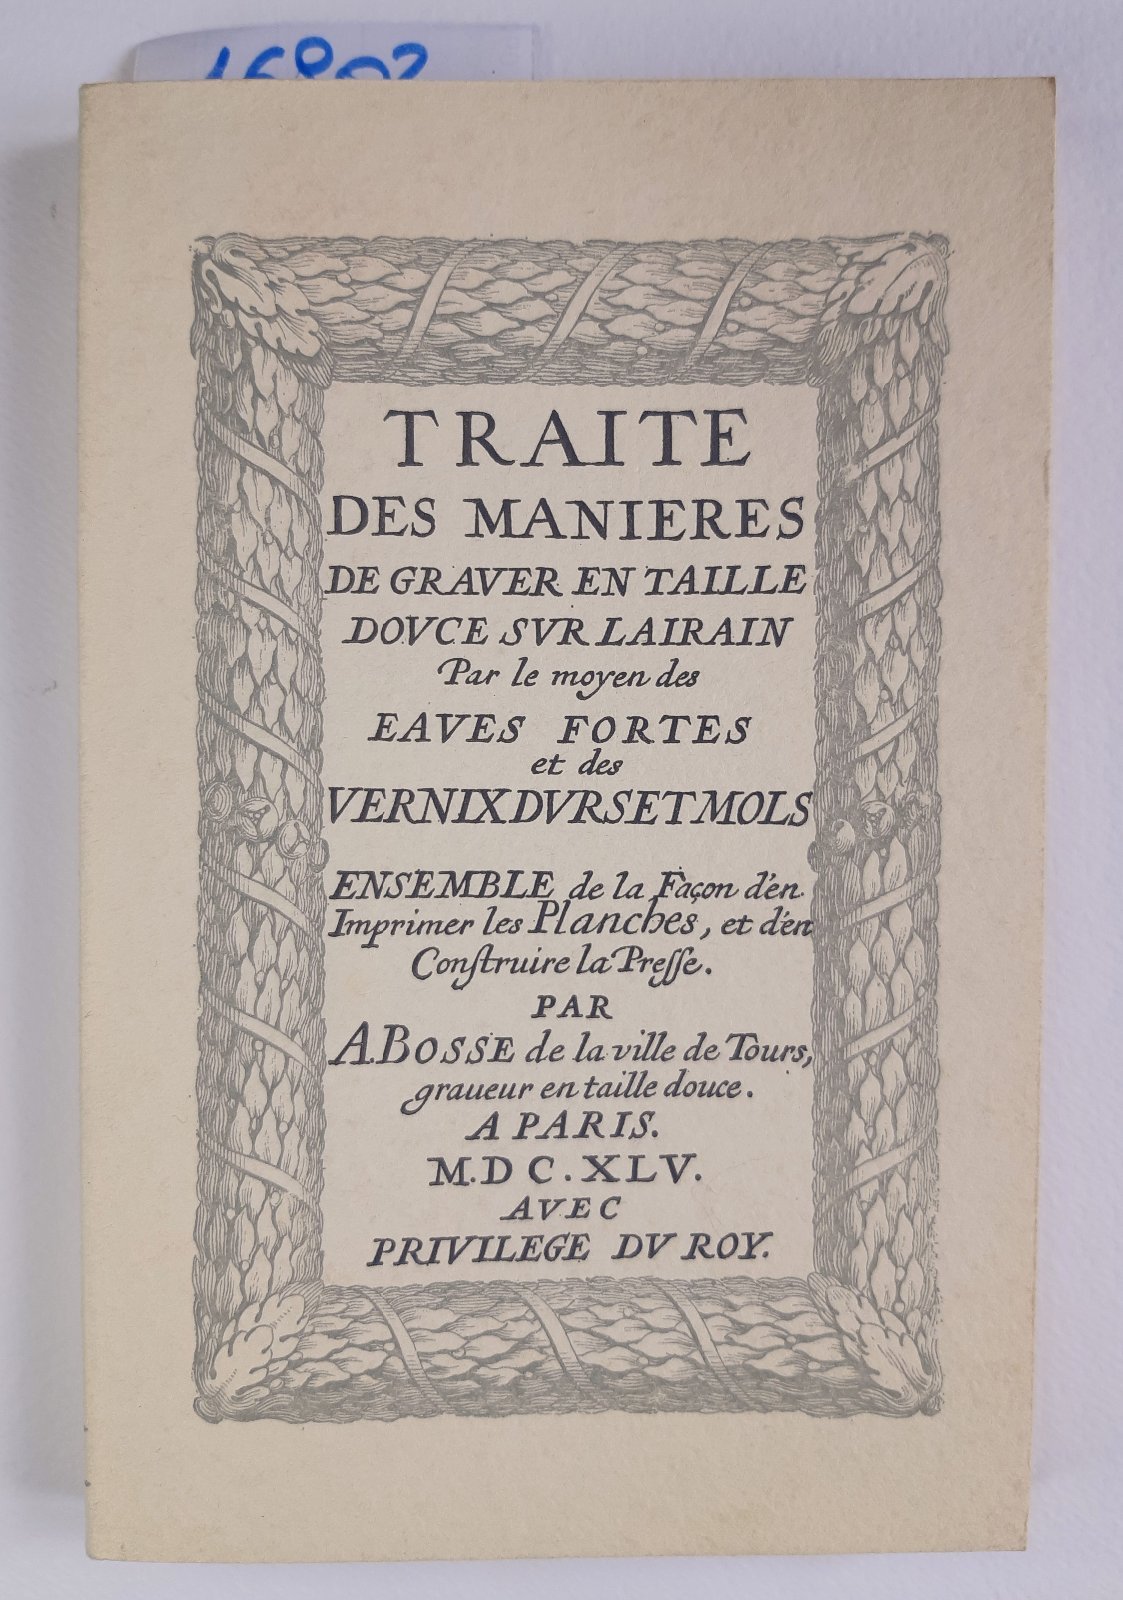 TRAITE
DES MANIERES
DE GRAVER EN TAILLE
DOVCE SVR LAIRAIN
Par le moyen des
EAVES FORTES
et des
VERNIX DVRS ET MOLS
ENSEMBLE de la Façon d'en
Imprimer les Planches, et d'en
Conſtruire la Preſſe.
PAR
A.BOSSE de la ville de Tours,
graueur en taille douce.
A PARIS.
M.D C.XLV.
AVEC
PRIVILEGE DV ROY.